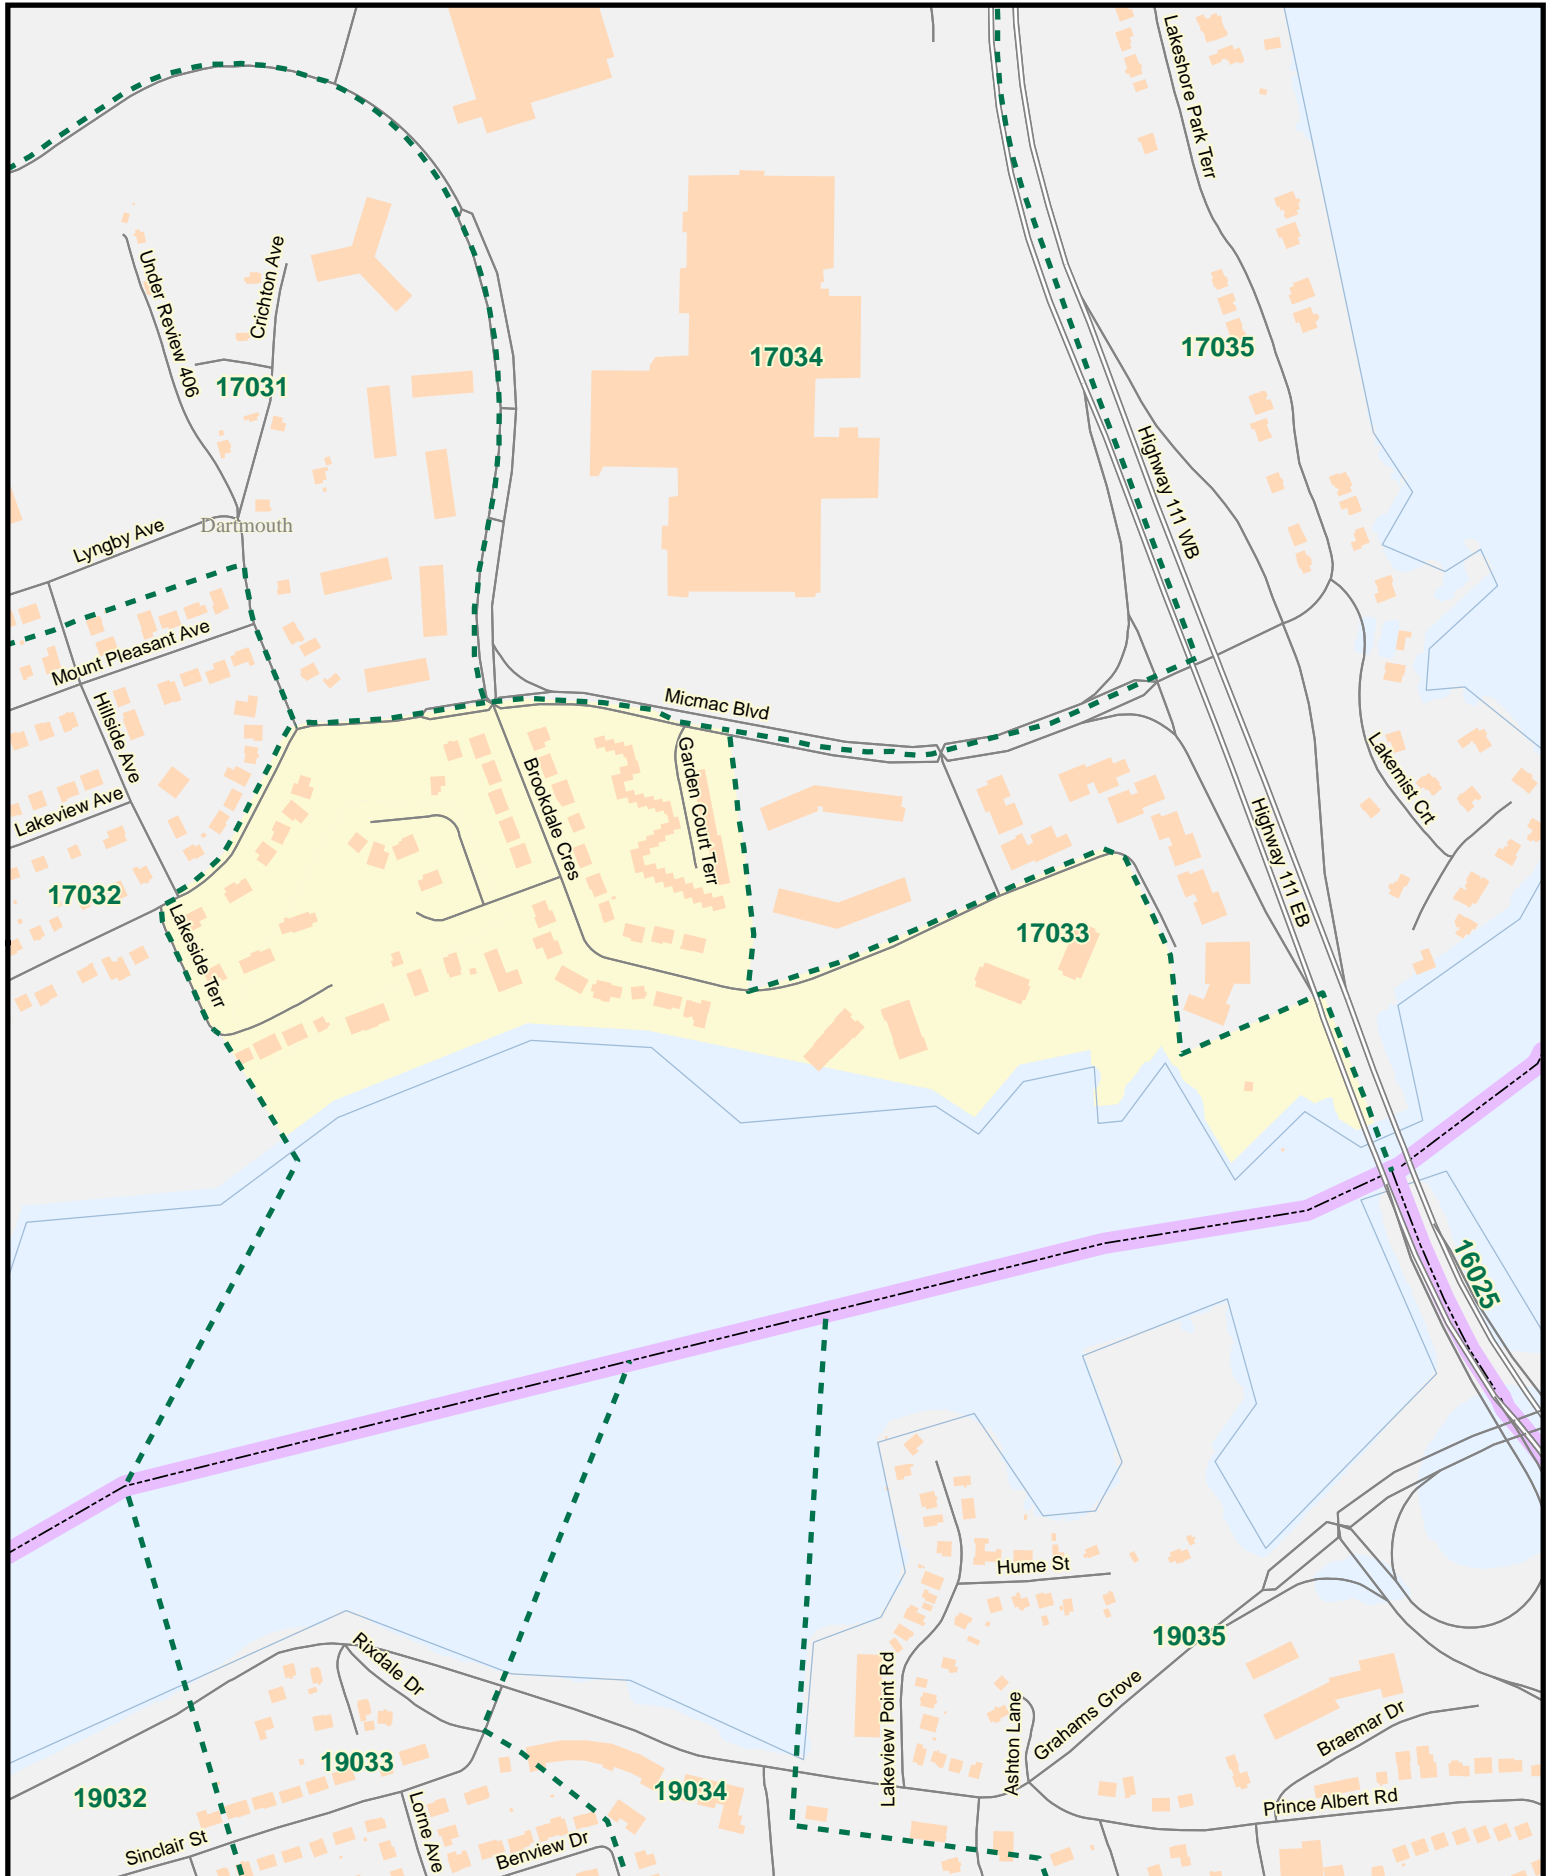 Lakeshore Park Terr
Under Review 406
Crichton Ave
17034
17035
17031
Highway 111 WB
Dartmouth
Lyngby Ave
Mount Pleasant Ave
Micmac Blvd
Hillside Ave
Garden Court Terr
Lakemist Crt
Brookdale Cres
Lakeview Ave
Highway 111 EB
17032
Lakeside Terr
17033
16025
Hume St
19035
Rixdale Dr
Lakeview Point Rd
Ashton Lane
Grahams Grove
Braemar Dr
19033
19034
19032
Prince Albert Rd
Lorne Ave
Sinclair St
Benview Dr